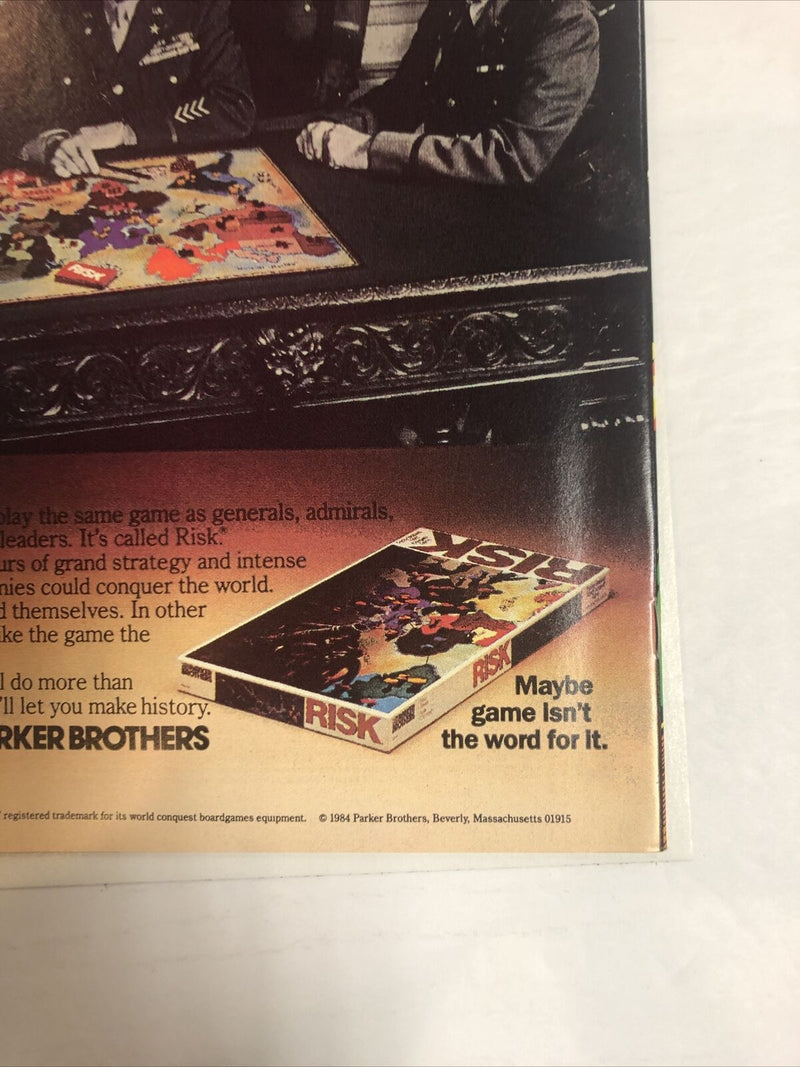 RISK
play the same game as generals, admirals,
leaders. It's called Risk.®
urs of grand strategy and intense
nies could conquer the world.
d themselves. In other
ke the game the
l do more than
'll let you make history.
RKER BROTHERS
RISK
RISK
RISK
Maybe
game isn't
the word for it.
registered trademark for its world conquest boardgames equipment. © 1984 Parker Brothers, Beverly, Massachusetts 01915